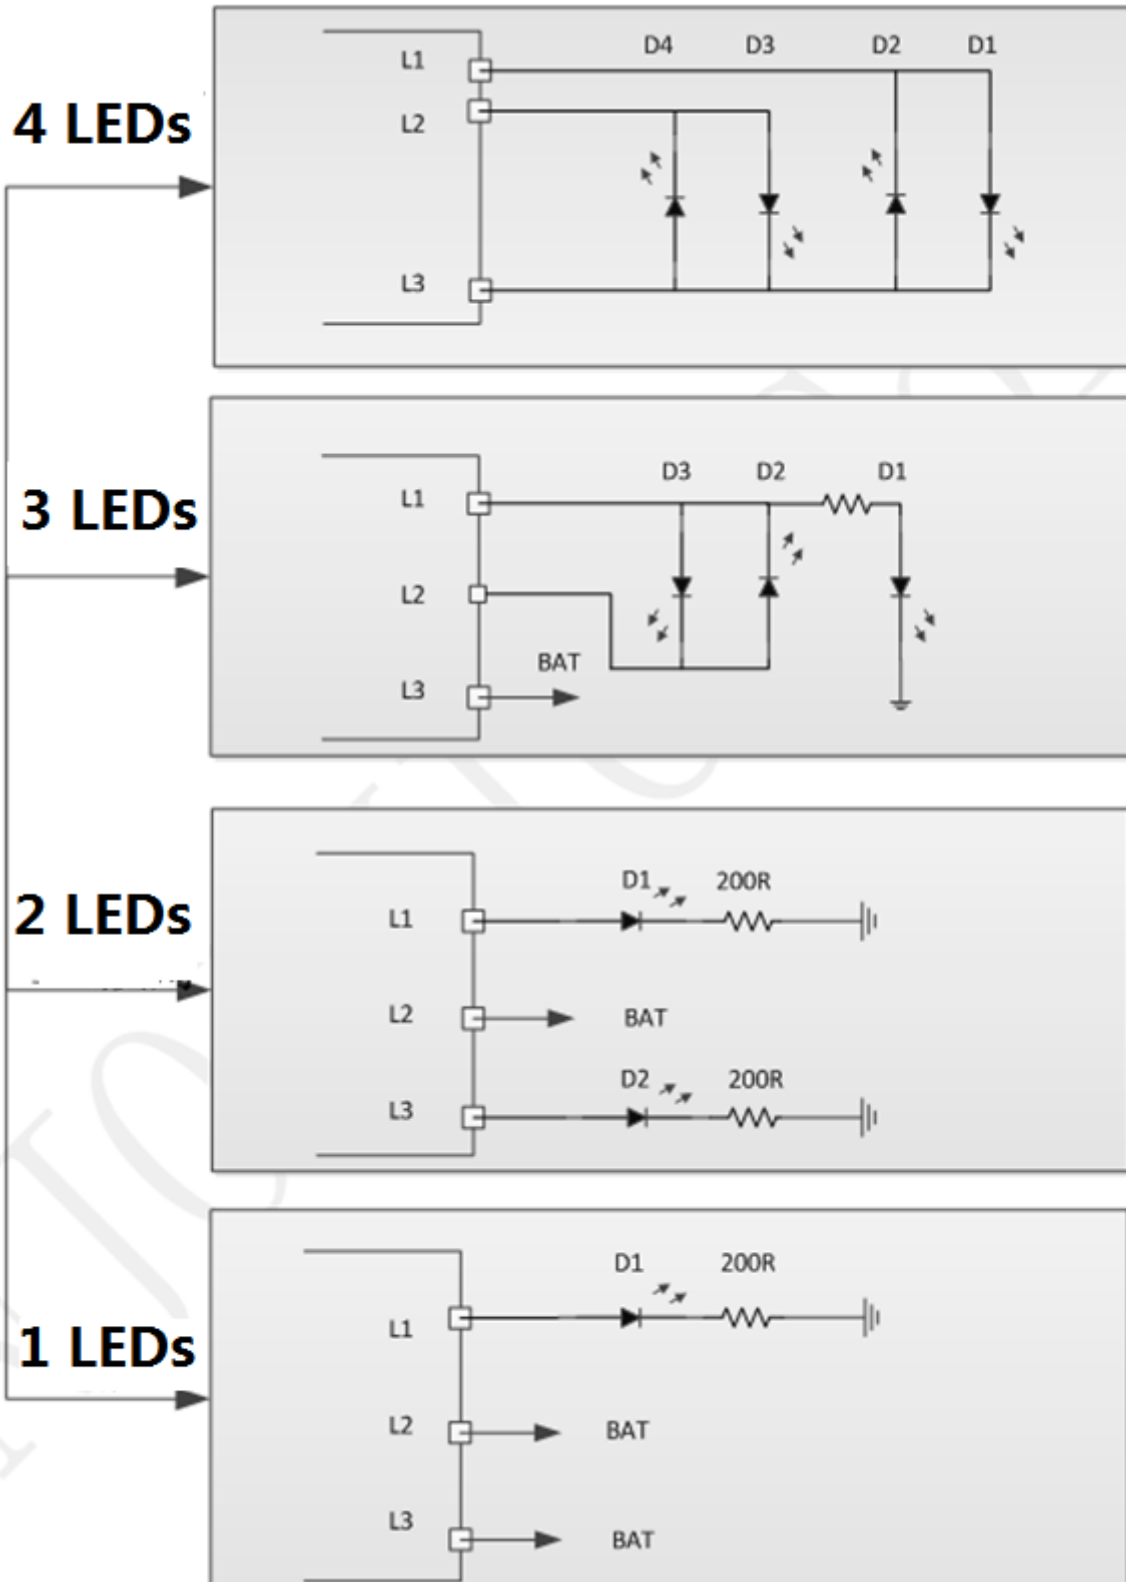 D4 D3 D2 D1
L1
4 LEDs
L2
L3
D3 D2 D1
3 LEDs
L1
L2
BAT
L3
D1 200R
2 LEDs
L1
L2 BAT
D2 200R
L3
D1 200R
1 LEDs
L1
L2 BAT
L3 BAT